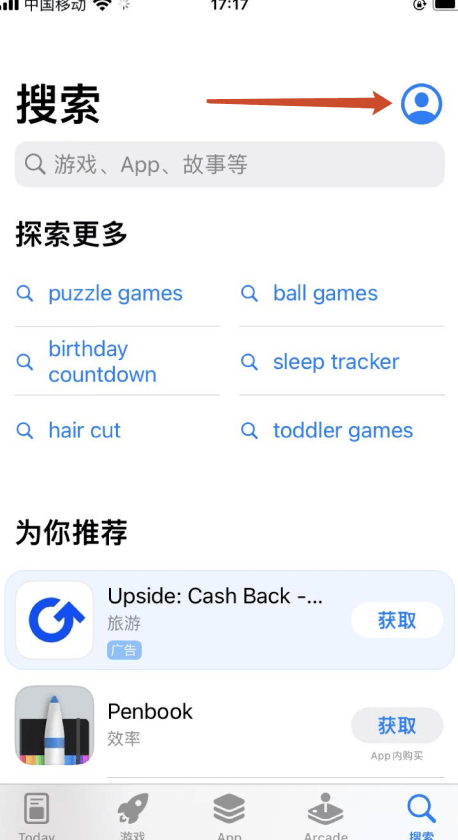 中国移动
17:17
搜索
游戏、App、故事等
探索更多
puzzle games
ball games
birthday
countdown
sleep tracker
hair cut
toddler games
为你推荐
Upside: Cash Back -...
旅游
广告
获取
Penbook
效率
获取
App内购买
Today
游戏
App
Arcade
搜索